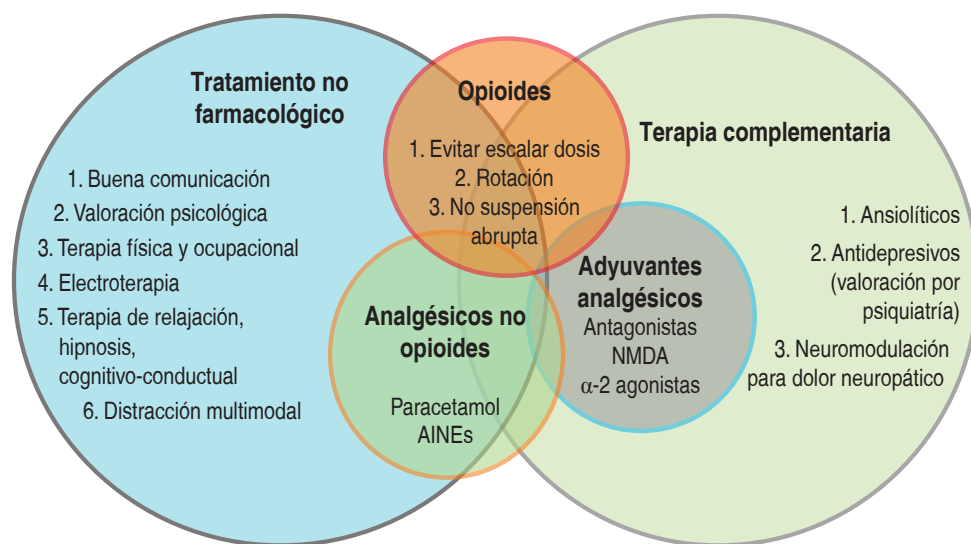 Tratamiento no
farmacológico
1. Buena comunicación
2. Valoración psicológica
3. Terapia física y ocupacional
4. Electroterapia
5. Terapia de relajación,
hipnosis,
cognitivo-conductual
6. Distracción multimodal
Opioides
1. Evitar escalar dosis
2. Rotación
3. No suspensión
abrupta
Analgésicos no
opioides
Paracetamol
AINEs
Adyuvantes
analgésicos
Antagonistas
NMDA
α-2 agonistas
Terapia complementaria
1. Ansiolíticos
2. Antidepresivos
(valoración por
psiquiatría)
3. Neuromodulación
para dolor neuropático